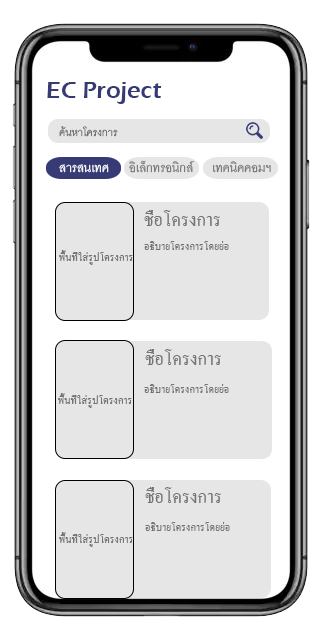 EC Project
ค้นหาโครงการ
สารสนเทศ อิเล็กทรอนิกส์ เทคนิคคอมฯ
ชื่อโครงการ
อธิบายโครงการโดยย่อ
พื้นที่ใส่รูปโครงการ
ชื่อโครงการ
อธิบายโครงการโดยย่อ
พื้นที่ใส่รูปโครงการ
ชื่อโครงการ
อธิบายโครงการโดยย่อ
พื้นที่ใส่รูปโครงการ